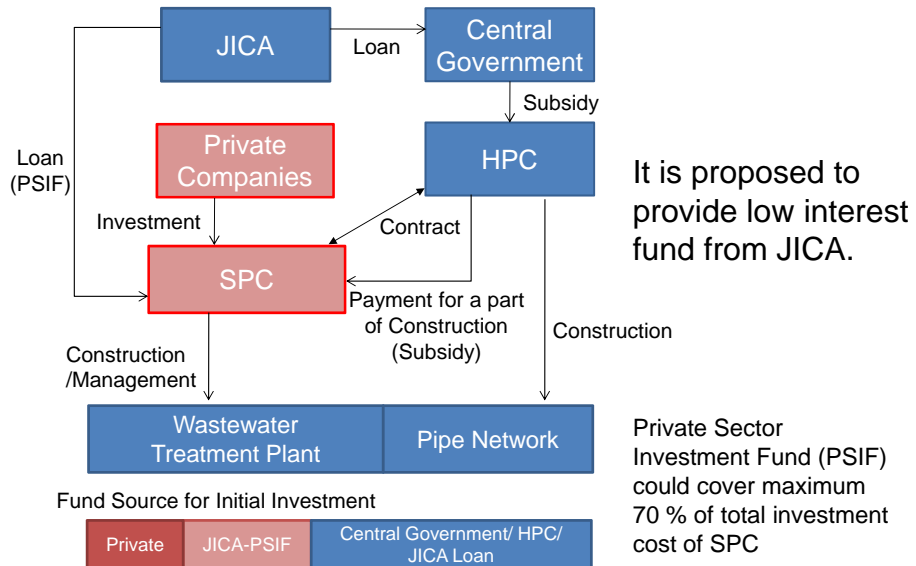 JICA
Loan
Central
Government
Subsidy
Loan
(PSIF)
Private
Companies
HPC
Investment
Contract
SPC
Payment for a part
of Construction
(Subsidy)
Construction
Construction
/Management
Wastewater
Treatment Plant
Pipe Network
It is proposed to
provide low interest
fund from JICA.
Private Sector
Investment Fund (PSIF)
could cover maximum
70 % of total investment
cost of SPC
Fund Source for Initial Investment
Private
JICA-PSIF
Central Government/ HPC/
JICA Loan